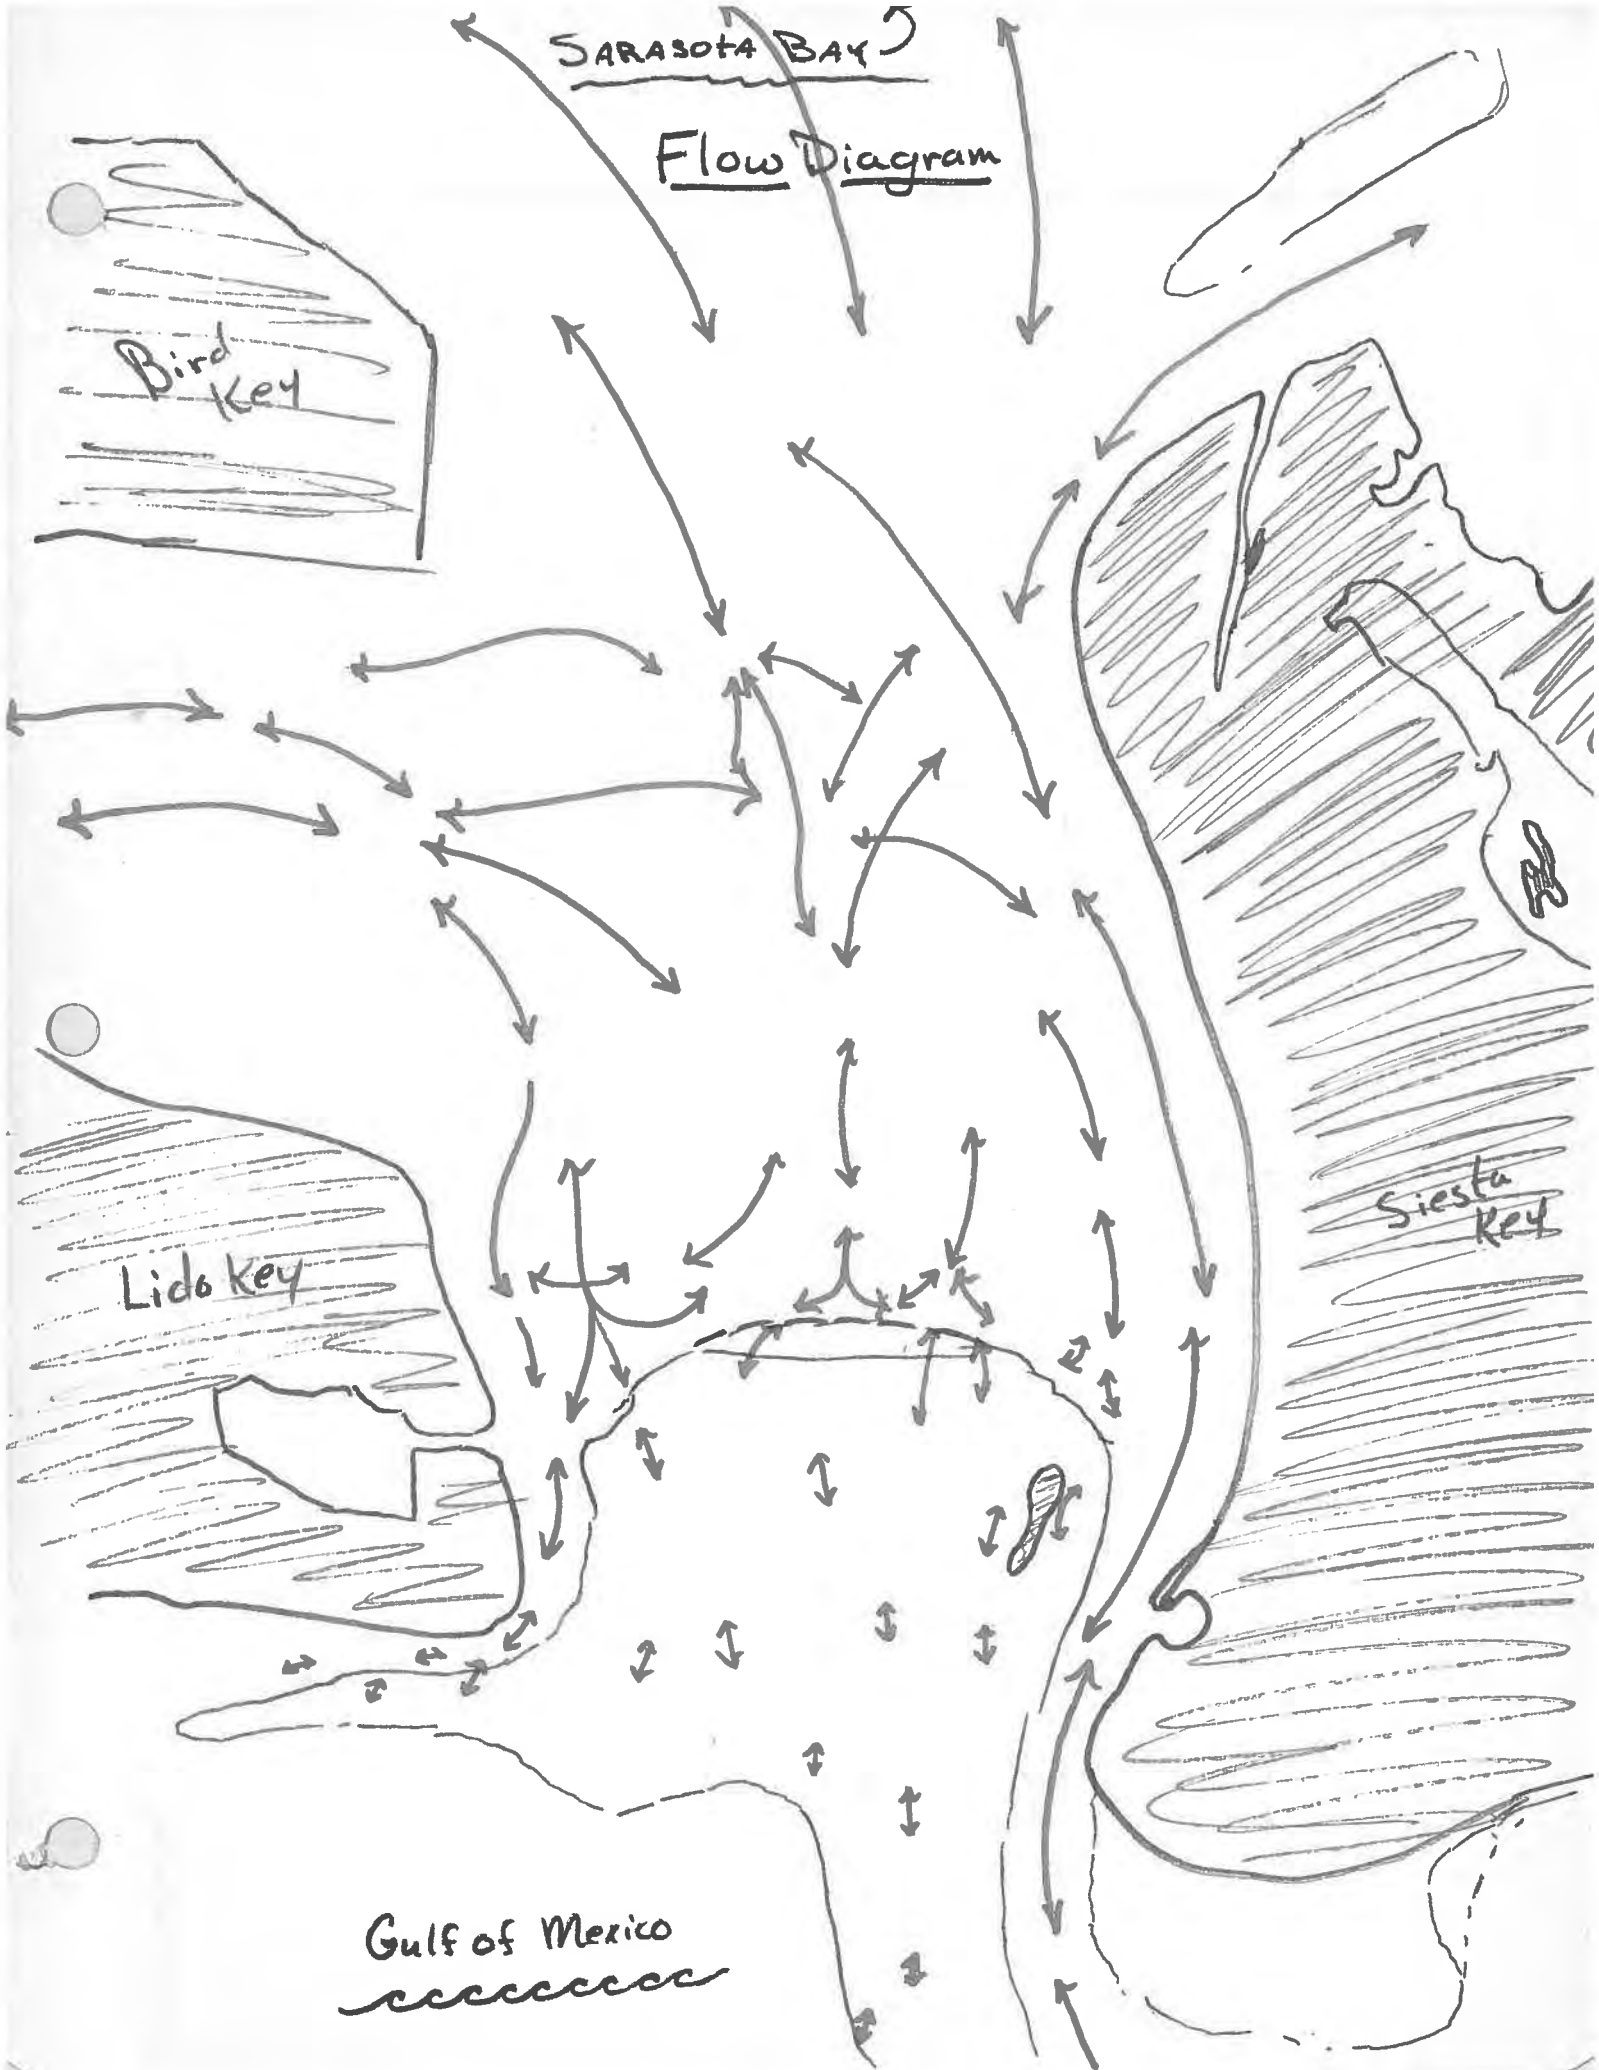 SARASOTA BAY
Flow Diagram
Bird
Key
Siesta
Key
Lido Key
Gulf of Mexico